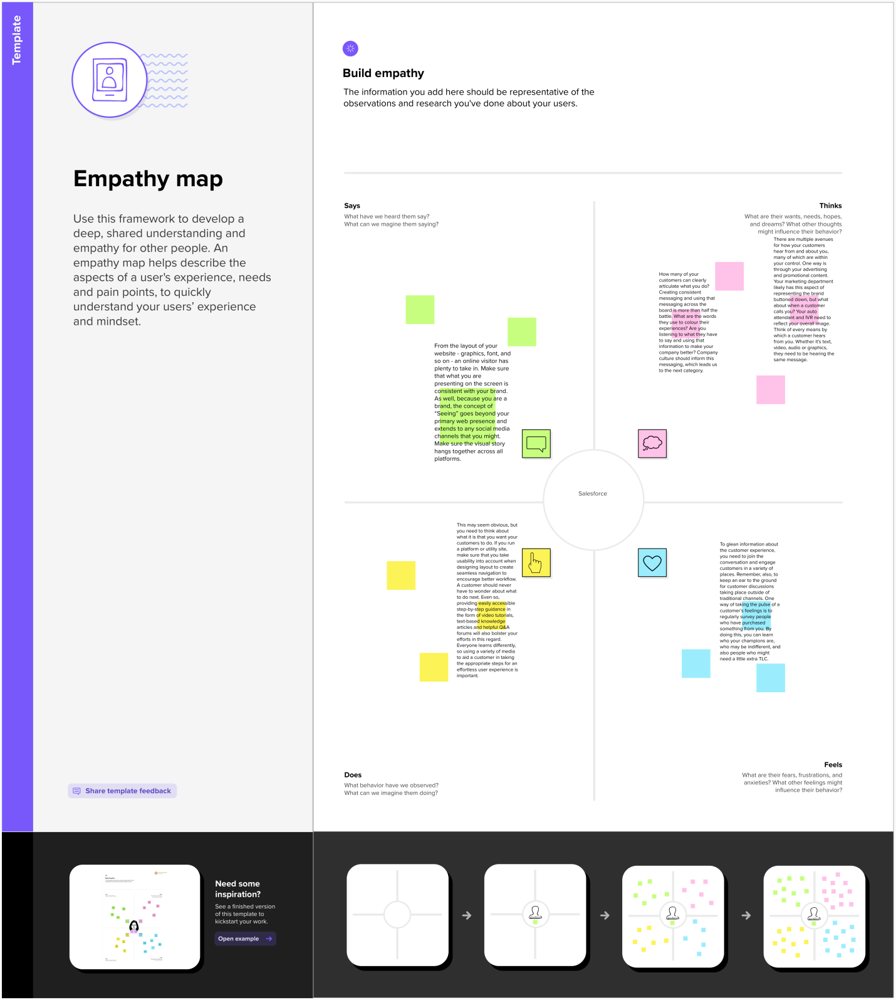 Template
Empathy map
Use this framework to develop a
deep, shared understanding and
empathy for other people. An
empathy map helps describe the
aspects of a user's experience, needs
and pain points, to quickly
understand your users’ experience
and mindset.
Share template feedback
Build empathy
The information you add here should be representative of the
observations and research you've done about your users.
Says
What have we heard them say?
What can we magine them saying?
Thinks
What are their wants, needs, hopes,
and dreams? What other thoughts
might influence their behavior?
From the layout of your
website - graphics, font, and
so on - an online visitor has
plenty to take in. Make sure
that what you are
presenting on the screen is
consistent with your brand.
As well, because you are a
brand, the concept of
“Seeing” goes beyond your
primary web presence and
extends to any social media
channels that you might.
Make sure the visual story
hangs together across all
platforms.
How many of your
customers can clearly
articulate what you do?
Creating consistent
messaging and using that
messaging across the
board is more than half the
battle. What are the words
they use to colour their
experiences? Are you
listening to what they have
to say and using that
information to make your
company better? Company
culture should inform this
messaging, which leads us
to the next category.
There are multiple avenues
for how your customers
hear from and about you,
many of which are within
your control. One way is
through your advertising
and promotional content.
Your marketing department
likely has this aspect of
representing the brand
buttoned down, but what
about when a customer
calls you? Your auto
attendant and IVR need to
reflect your overall image.
Think of every means by
which a customer hears
from you. Whether it's text,
video, audio or graphics,
they need to be hearing the
same message.
Salesforce
This may seem obvious, but
you need to think about
what it is that you want your
customers to do. If you run
a platform or utility site,
make sure that you take
usability into account when
designing layout to create
seamless navigation to
encourage better workflow.
A customer should never
have to wonder about what
to do next. Even so,
providing easily accessible
step-by-step guidance in
the form of video tutorials,
text-based knowledge
articles and helpful Q&A
forums will also bolster your
efforts in this regard.
Everyone learns differently,
so using a variety of media
to aid a customer in taking
the appropriate steps for an
effortless user experience is
important.
To glean information about
the customer experience,
you need to join the
conversation and engage
customers in a variety of
places. Remember, also, to
keep an ear to the ground
for customer discussions
taking place outside of
traditional channels. One
way of taking the pulse of a
customer's feelings is to
regularly survey people
who have purchased
something from you. By
doing this, you can learn
who your champions are,
who may be indifferent, and
also people who might
need a little extra TLC.
Does
What behavior have we observed?
What can we imagine them doing?
Feels
What are their fears, frustrations, and
anxieties? What other feelings might
influence their behavior?
Need some
inspiration?
See a finished version
of this template to
kickstart your work.
Open example